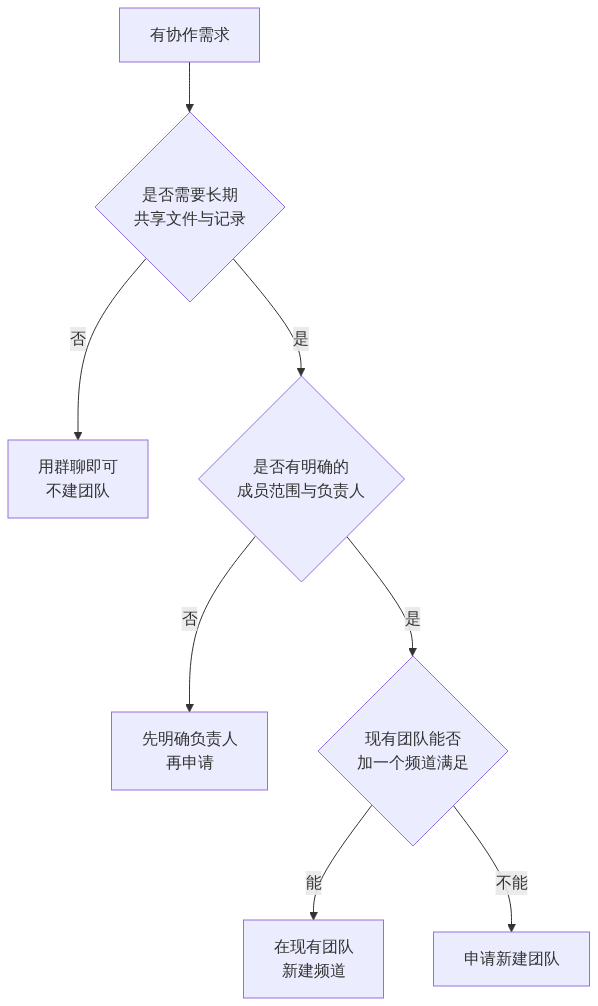 有协作需求
是否需要长期
共享文件与记录
否
是
用群聊即可
不建团队
是否有明确的
成员范围与负责人
否
是
先明确负责人
再申请
现有团队能否
加一个频道满足
能
不能
在现有团队
新建频道
申请新建团队